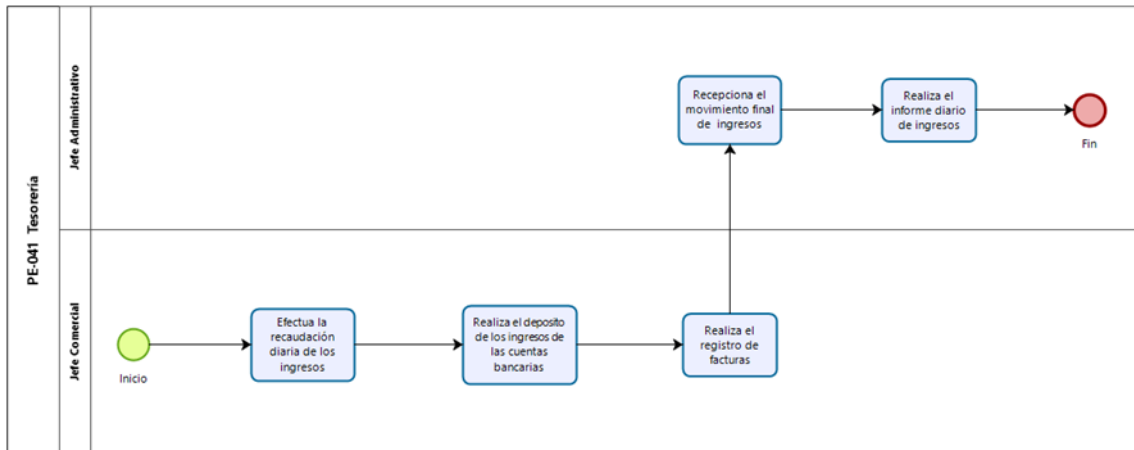 PE-041 Tesorería
Jefe Administrativo
Recepciona el
movimiento final
de ingresos
Realiza el
informe diario
de ingresos
Fin
Jefe Comercial
Inicio
Efectua la
recaudación
diaria de los
ingresos
Realiza el deposito
de los ingresos de
las cuentas
bancarias
Realiza el
registro de
facturas